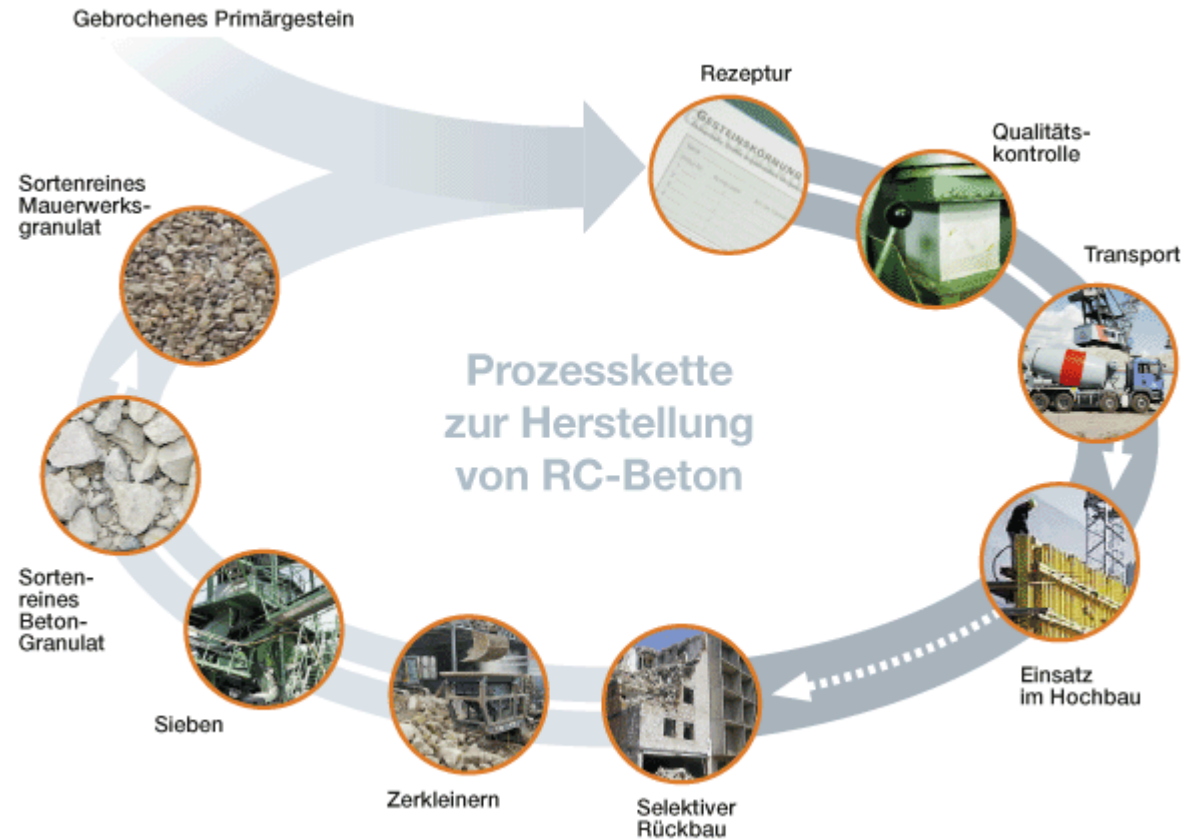 Gebrochenes Primärgestein
Rezeptur
GESTEINSKÖRNUNG
Qualitäts-
kontrolle
Sortenreines
Mauerwerks-
granulat
Transport
Prozesskette
zur Herstellung
von RC-Beton
Sorten-
reines
Beton-
Granulat
Einsatz
im Hochbau
Sieben
Zerkleinern
Selektiver
Rückbau